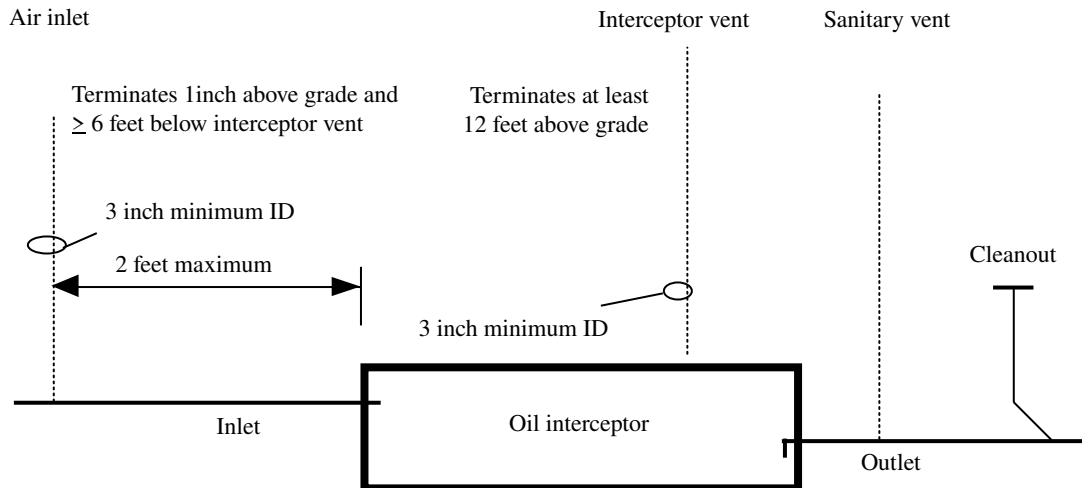 Air inlet
Interceptor vent
Sanitary vent
Terminates 1inch above grade and
≥ 6 feet below interceptor vent
Terminates at least
12 feet above grade
3 inch minimum ID
2 feet maximum
Cleanout
3 inch minimum ID
Inlet
Oil interceptor
Outlet